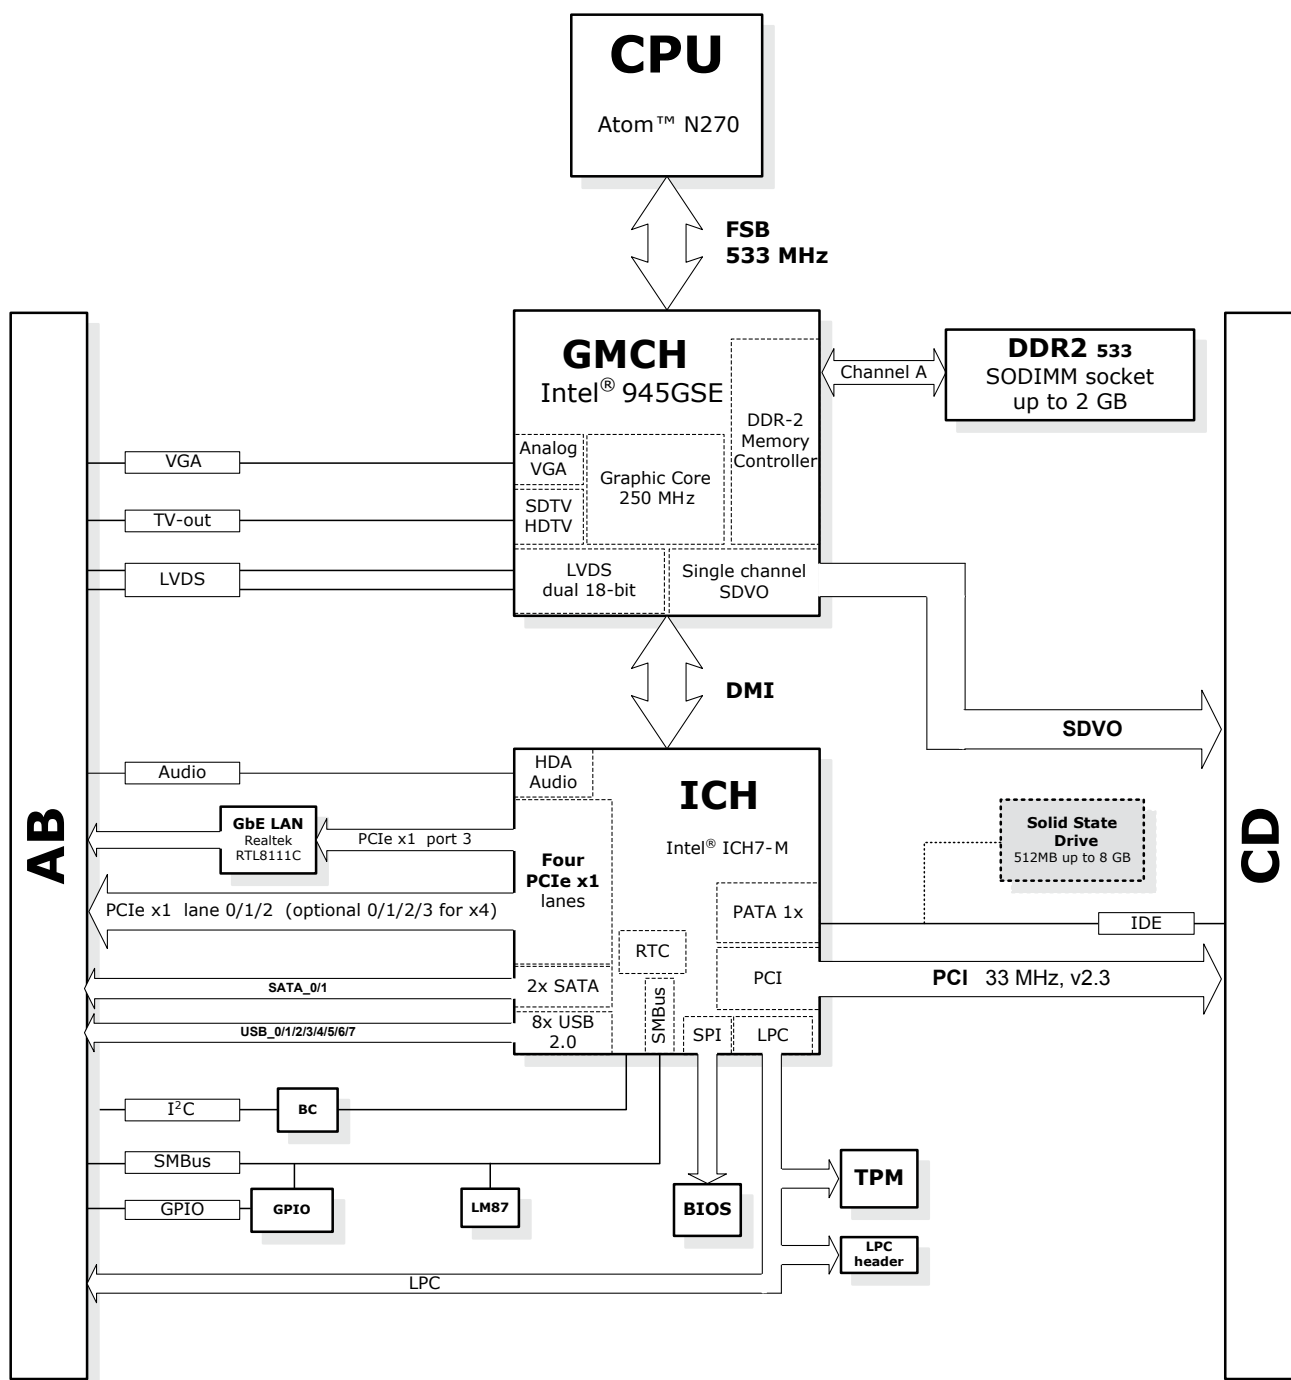 CPU
Atom™ N270
FSB
533 MHz
AB
CD
GMCH
Intel® 945GSE
DDR-2
Memory
Controller
Channel A
DDR2 533
SODIMM socket
up to 2 GB
VGA
Analog
VGA
Graphic Core
250 MHz
TV-out
SDTV
HDTV
LVDS
LVDS
dual 18-bit
Single channel
SDVO
DMI
SDVO
Audio
HDA
Audio
ICH
Intel® ICH7-M
GbE LAN
Realtek
RTL8111C
PCIe x1 port 3
Four
PCIe x1
lanes
Solid State
Drive
512MB up to 8 GB
PCIe x1 lane 0/1/2 (optional 0/1/2/3 for x4)
PATA 1x
IDE
RTC
PCI
PCI 33 MHz, v2.3
SATA_0/1
2x SATA
USB_0/1/2/3/4/5/6/7
8x USB
2.0
SMBus
SPI
LPC
I²C
BC
SMBus
GPIO
GPIO
LM87
BIOS
TPM
LPC
header
LPC